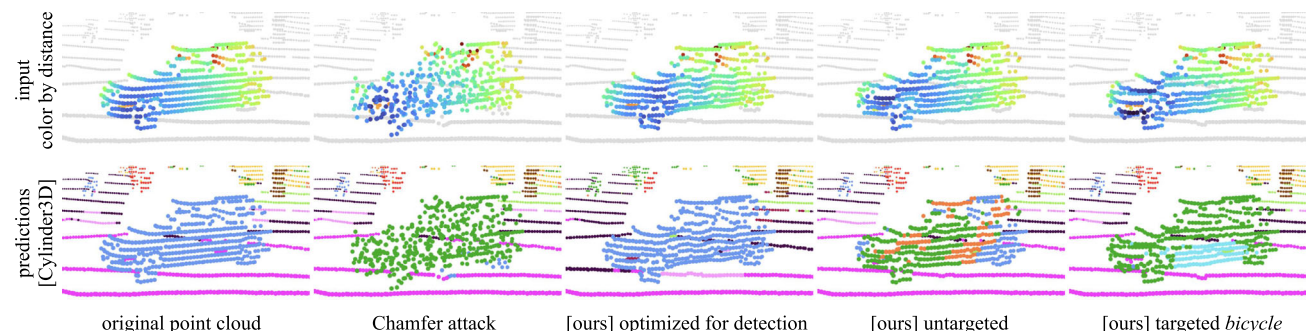 input
color by distance
predictions
[Cylinder3D]
original point cloud
Chamfer attack
[ours] optimized for detection
[ours] untargeted
[ours] targeted bicycle